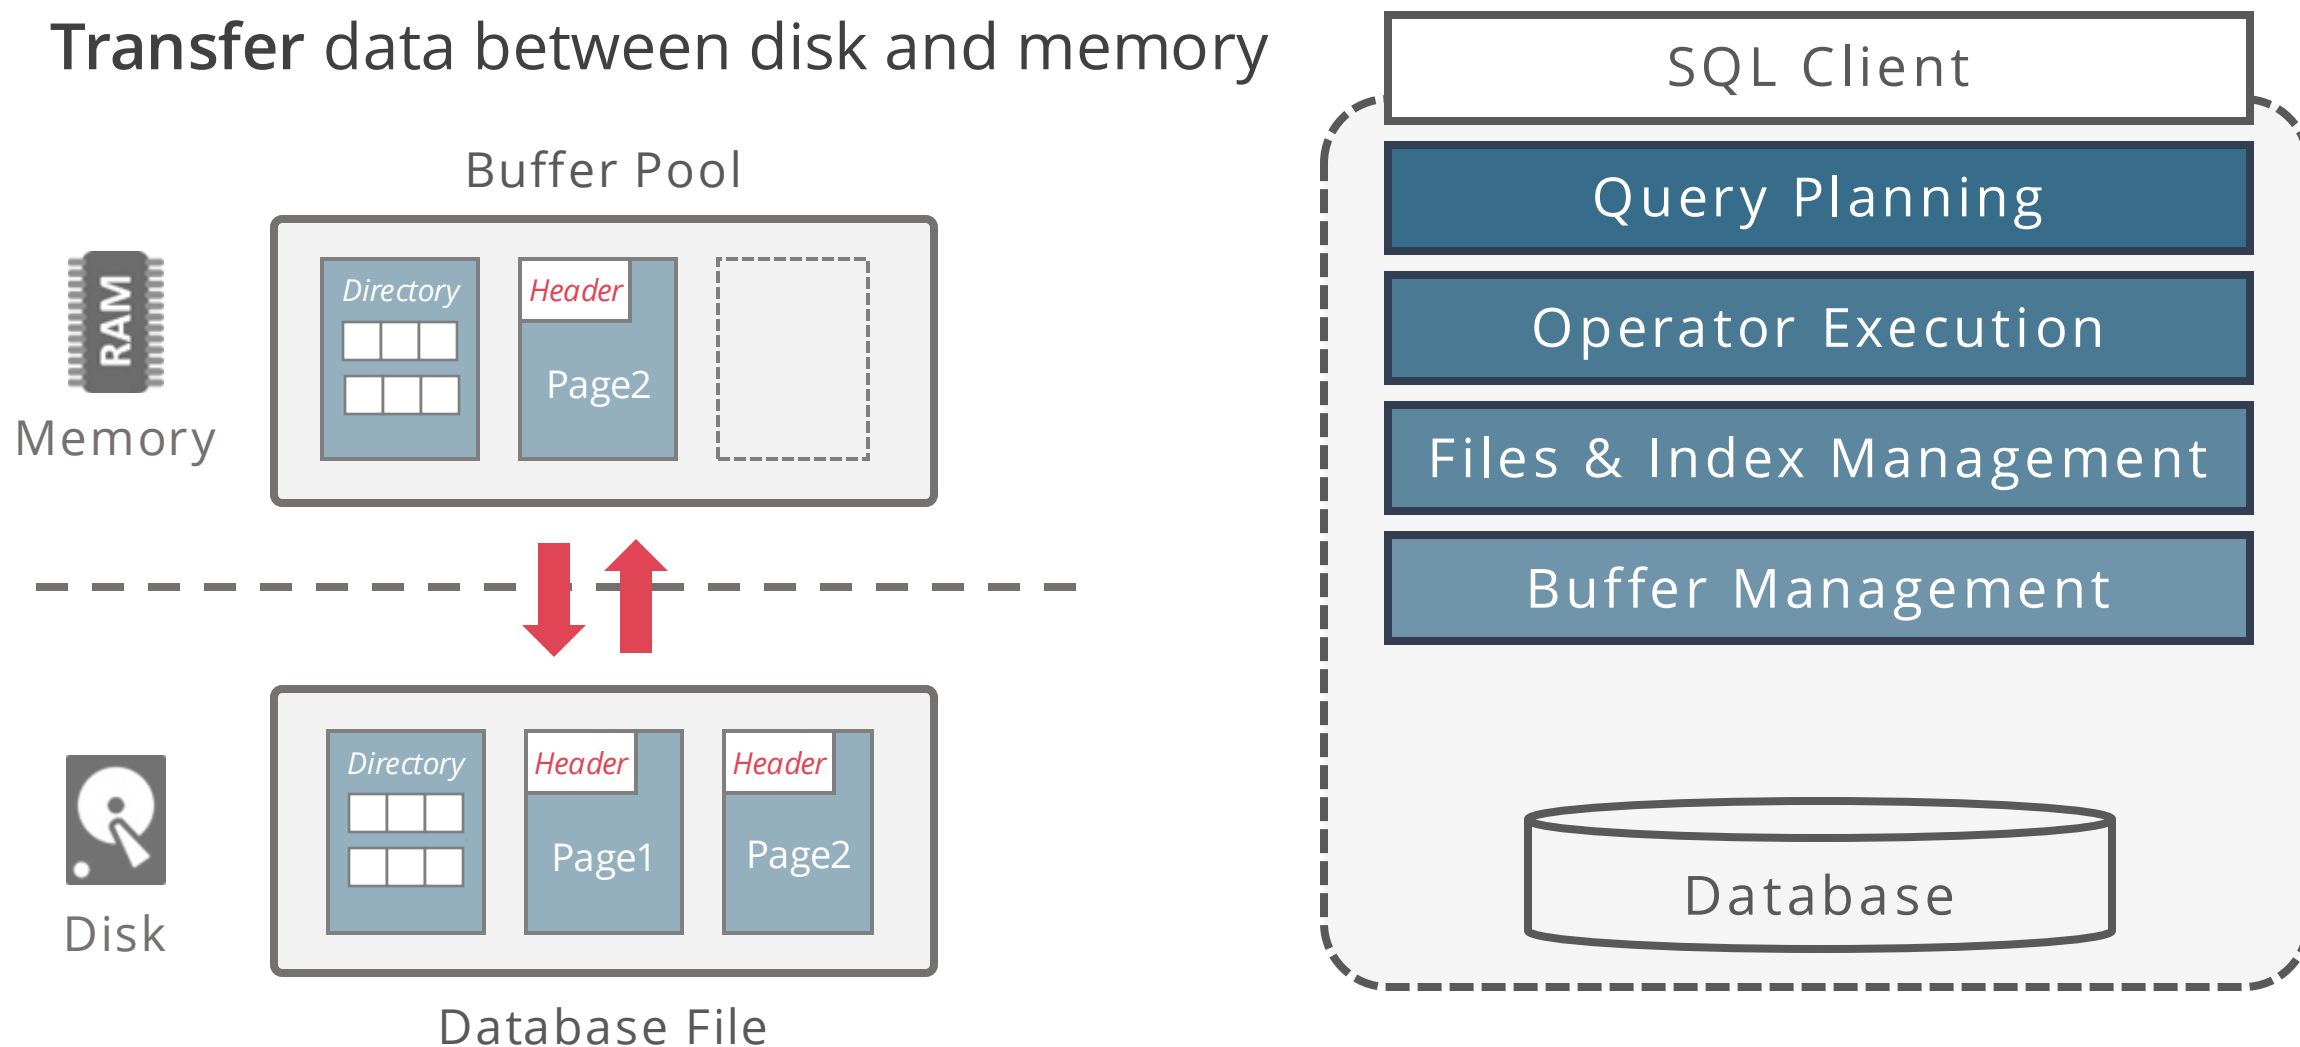 Transfer data between disk and memory
Buffer Pool
RAM
Memory
Directory
Header
Page2
Disk
Directory
Header
Page1
Header
Page2
Database File
SQL Client
Query Planning
Operator Execution
Files & Index Management
Buffer Management
Database